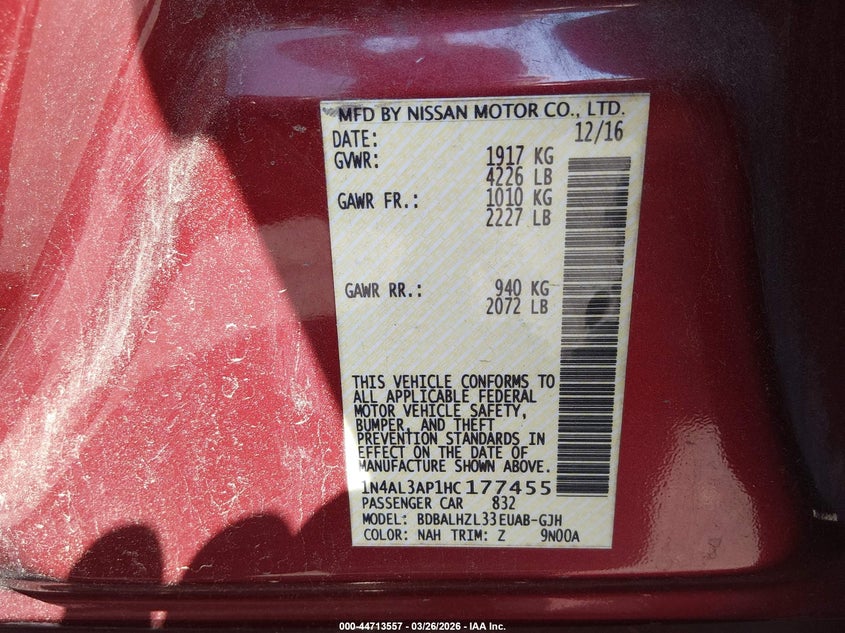 MFD BY NISSAN MOTOR CO., LTD.
DATE: 12/16
GVWR: 1917 KG
4226 LB
GAWR FR.: 1010 KG
2227 LB
GAWR RR.: 940 KG
2072 LB
THIS VEHICLE CONFORMS TO
ALL APPLICABLE FEDERAL
MOTOR VEHICLE SAFETY,
BUMPER, AND THEFT
PREVENTION STANDARDS IN
EFFECT ON THE DATE OF
MANUFACTURE SHOWN ABOVE.
1N4AL3AP1HC177455
PASSENGER CAR 832
MODEL: BDBALHZL33EUAB-GJH
COLOR: NAH TRIM: Z 9N00A
000-44713557 - 03/26/2026 - IAA Inc.